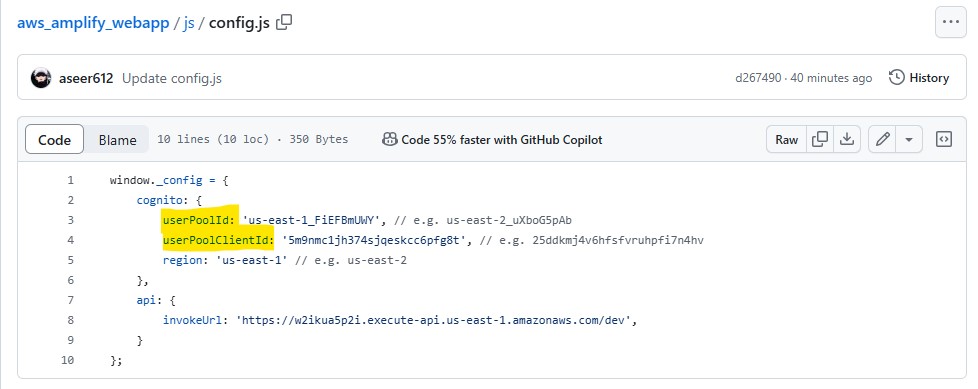 aws_amplify_webapp / js / config.js
...
aseer612 Update config.js d267490 · 40 minutes ago History
Code Blame 10 lines (10 loc) · 350 Bytes Code 55% faster with GitHub Copilot Raw
1 window._config = {
2 cognito: {
3 userPoolId: 'us-east-1_FiEFBmUWY', // e.g. us-east-2_uXboG5pAb
4 userPoolClientId: '5m9nmc1jh374sjqeskcc6pfg8t', // e.g. 25ddkmj4v6hfsfvruhpfi7n4hv
5 region: 'us-east-1' // e.g. us-east-2
6 },
7 api: {
8 invokeUrl: 'https://w2ikua5p2i.execute-api.us-east-1.amazonaws.com/dev',
9 }
10 };